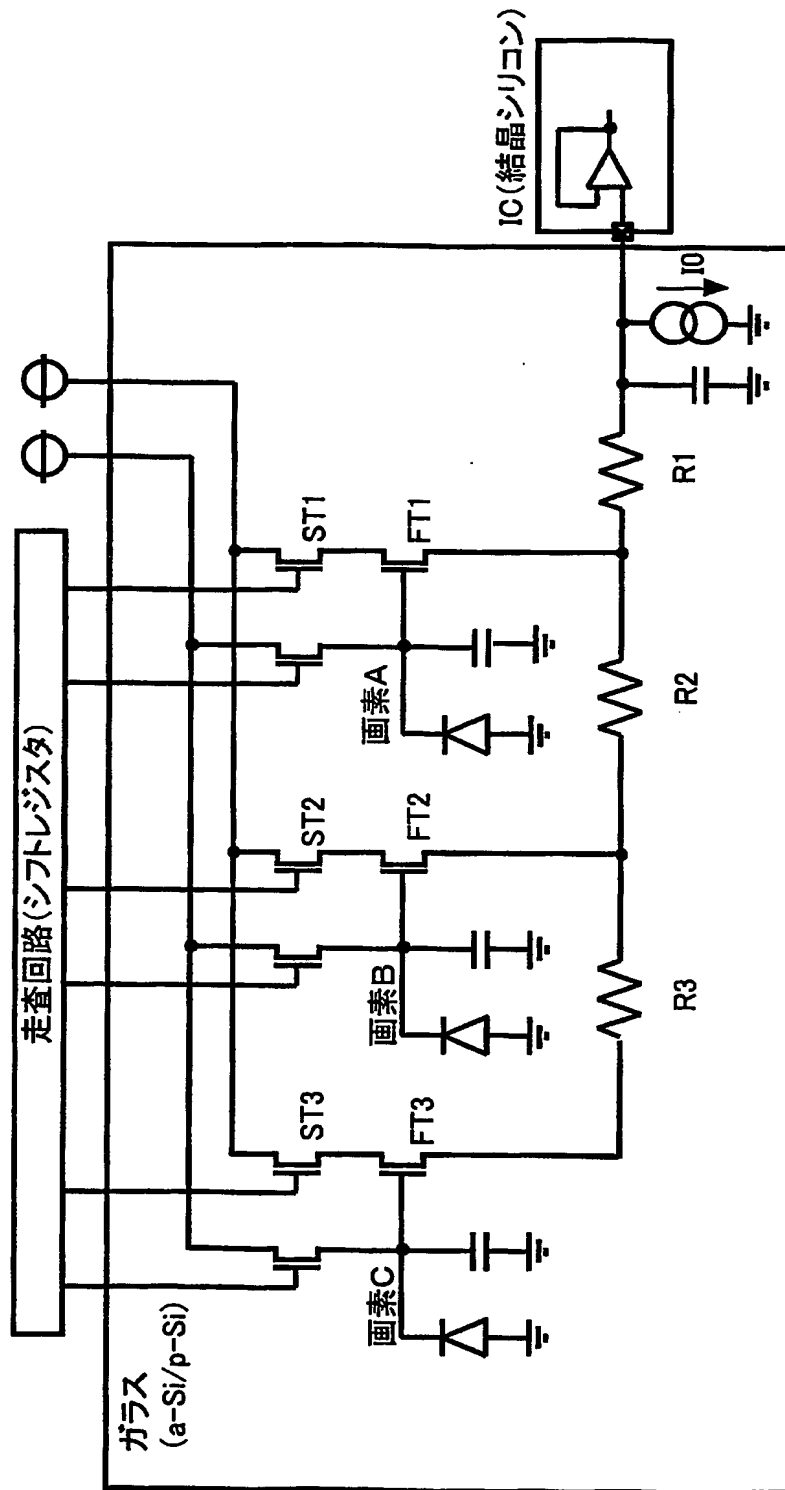 走査回路(シフトレジスタ)
ガラス
(a-Si/p-Si)
IC(結晶シリコン)
ST3
ST2
ST1
画素C
FT3
画素B
FT2
画素A
FT1
I0
R3
R2
R1